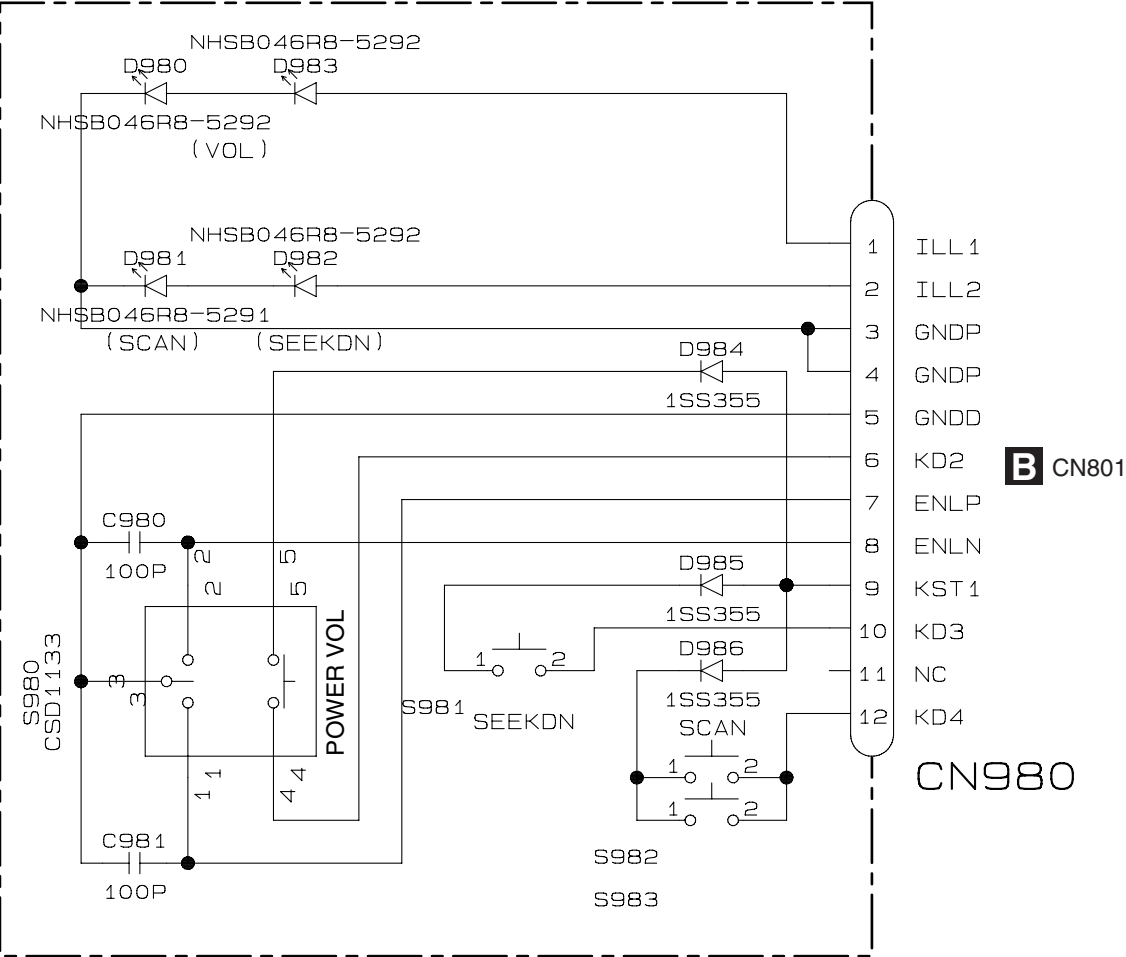 NHSB046R8-5292
D980 D983
NHSB046R8-5292
(VOL)
NHSB046R8-5292
D981 D982
NHSB046R8-5291
(SCAN) (SEEKDN)
1 ILL1
2 ILL2
3 GNDP
D984
4 GNDP
1SS355
5 GNDD
6 KD2
B CN801
7 ENLP
C980
8 ENLN
2 5
D985
100P
2 5
9 KST1
1SS355
10 KD3
D986
1 2
11 NC
S980
CSD1133
3
3
POWER VOL
1SS355
S981
SEEKDN
12 KD4
SCAN
1 2
CN980
1 4
1 4
1 2
C981
S982
100P
S983